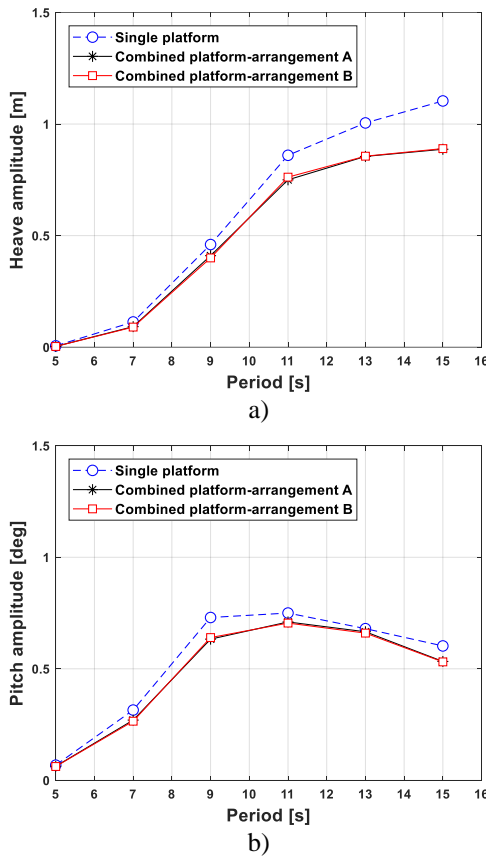 1.5
Single platform
Combined platform-arrangement A
Combined platform-arrangement B
1
0.5
0
Heave amplitude [m]
5 6 7 8 9 10 11 12 13 14 15 16
Period [s]
a)
1.5
Single platform
Combined platform-arrangement A
Combined platform-arrangement B
1
0.5
0
Pitch amplitude [deg]
5 6 7 8 9 10 11 12 13 14 15 16
Period [s]
b)